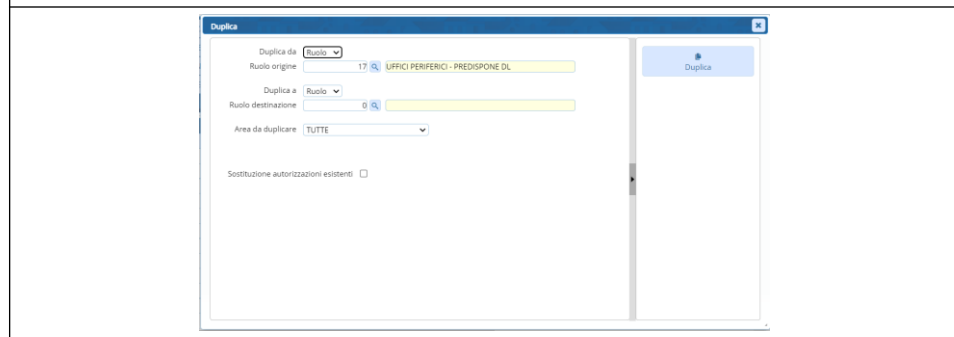 Duplica
Duplica da Ruolo
Ruolo origine 17 UFFICI PERIFERICI - PREDISPONE DL
Duplica
Duplica a Ruolo
Ruolo destinazione 0
Area da duplicare TUTTE
Sostituzione autorizzazioni esistenti